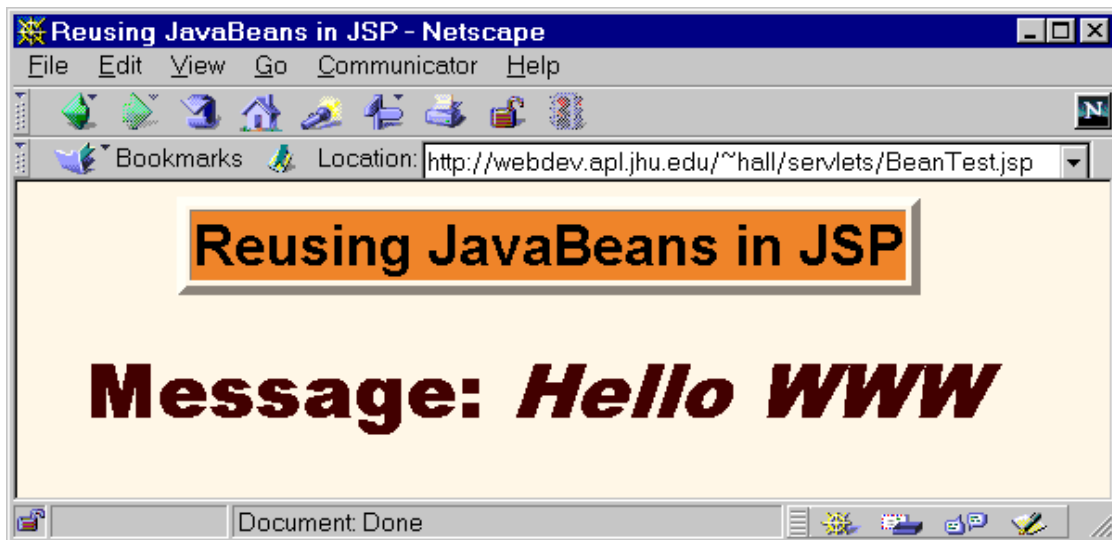 Reusing JavaBeans in JSP - Netscape
File Edit View Go Communicator Help
N
Bookmarks Location: http://webdev.apl.jhu.edu/~hall/servlets/BeanTest.jsp
Reusing JavaBeans in JSP
Message: Hello WWW
Document: Done